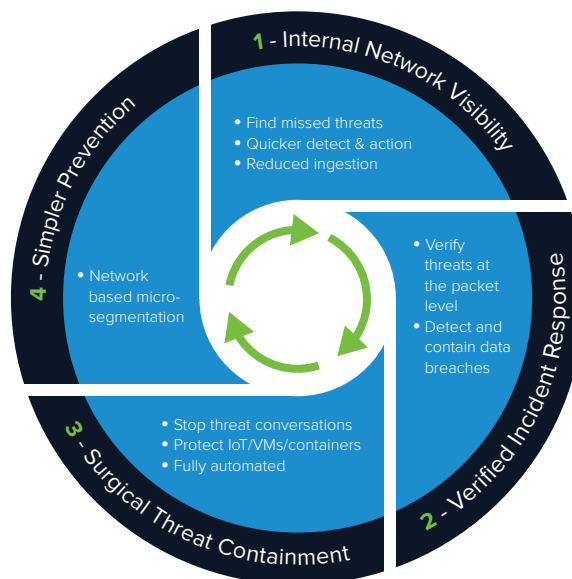 1 - Internal Network Visibility
• Find missed threats
• Quicker detect & action
• Reduced ingestion
2 - Verified Incident Response
• Verify
threats at
the packet
level
• Detect and
contain data
breaches
3 - Surgical Threat Containment
• Stop threat conversations
• Protect IoT/VMs/containers
• Fully automated
4 - Simpler Prevention
• Network
based micro-
segmentation